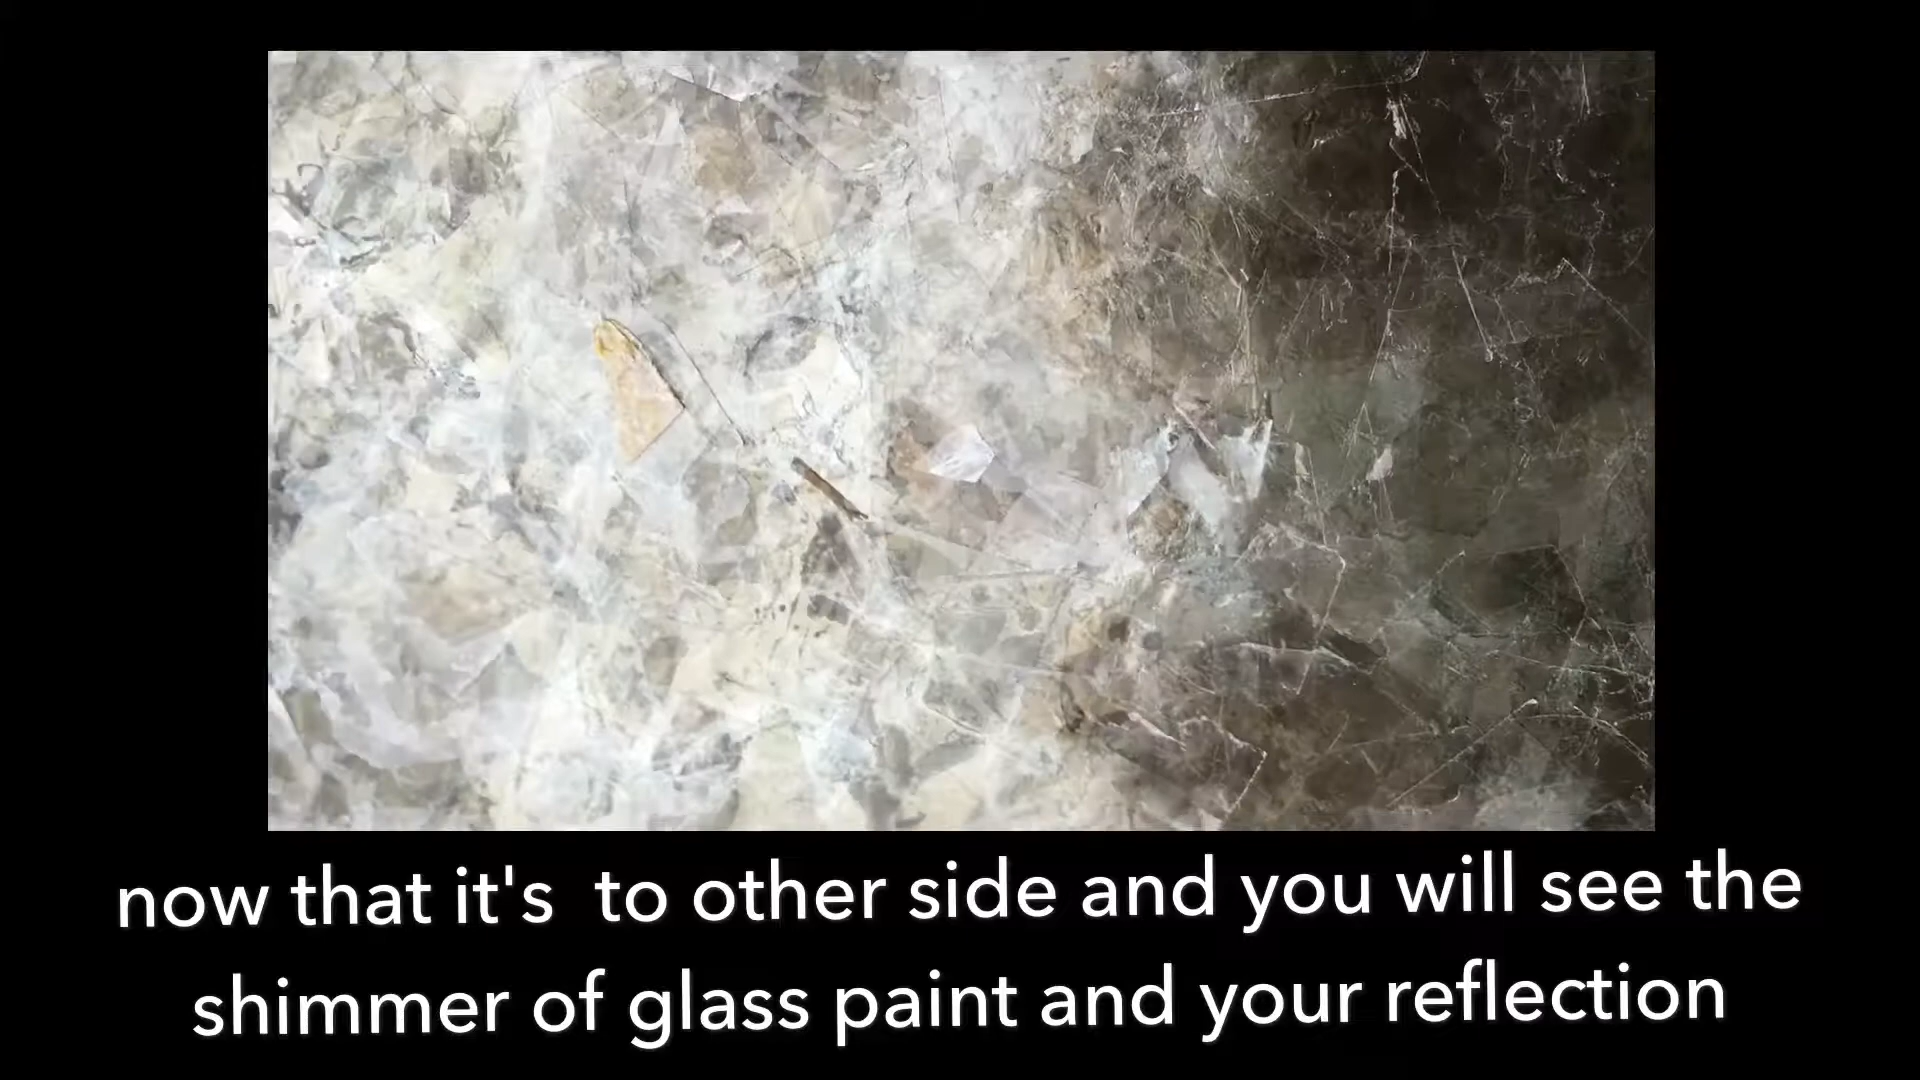 now that it's  to other side and you will see the
shimmer of glass paint and your reflection